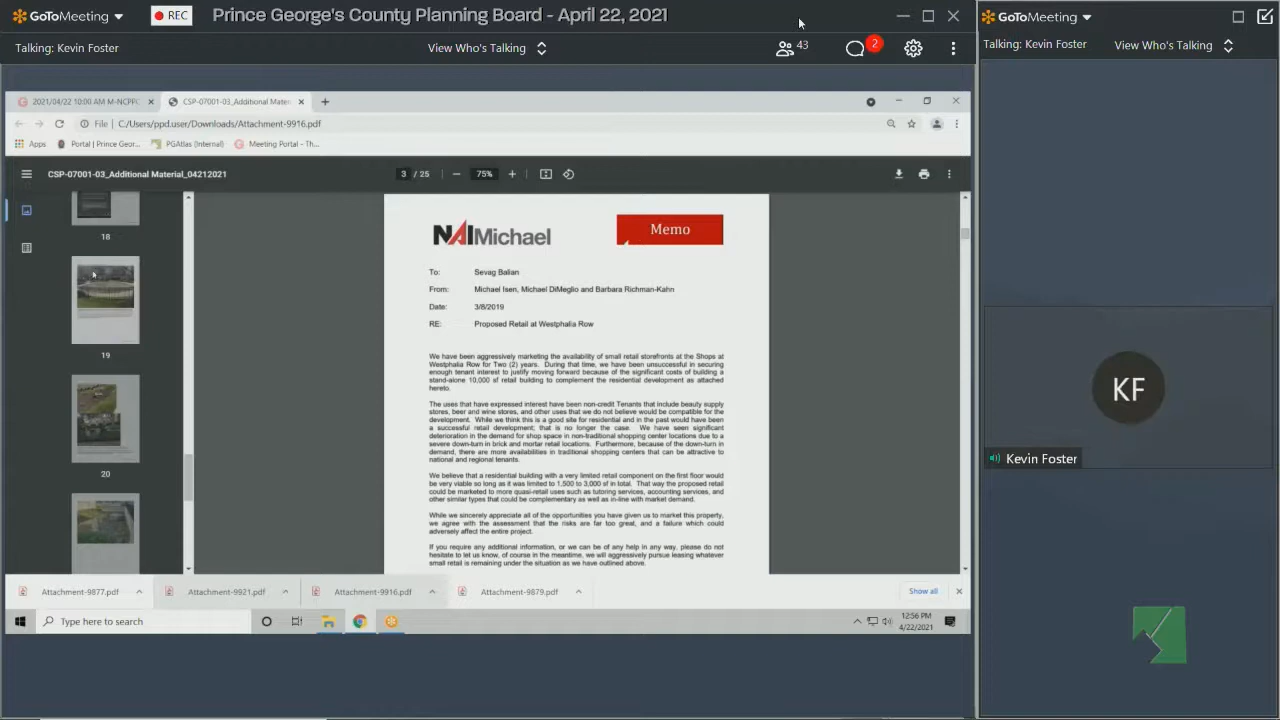 GoToMeeting
REC
Prince George's County Planning Board - April 22, 2021
GoToMeeting
Talking: Kevin Foster
View Who's Talking
43
2
Talking: Kevin Foster
View Who's Talking
2021/04/22 10:00 AM M-NCPPC
CSP-07001-03_Additional Mater
File
C:/Users/ppd.user/Downloads/Attachment-9916.pdf
Apps
Portal | Prince Geor...
PGAtlas (Internal)
Meeting Portal - Th...
CSP-07001-03_Additional Material_04212021
3 / 25
75%
18
19
20
NAIMichael
Memo
To: Sevag Balian
From: Michael Isen, Michael DiMeglio and Barbara Richman-Kahn
Date: 3/8/2019
RE: Proposed Retail at Westphalia Row
We have been aggressively marketing the availability of small retail storefronts at the Shops at
Westphalia Row for Two (2) years. During that time, we have been unsuccessful in securing
enough tenant interest to justify moving forward because of the significant costs of building a
stand-alone 10,000 sf retail building to complement the residential development as attached
hereto.
The uses that have expressed interest have been non-credit Tenants that include beauty supply
stores, beer and wine stores, and other uses that we do not believe would be compatible for the
development. While we think this is a good site for residential and in the past would have been
a successful retail development; that is no longer the case. We have seen significant
deterioration in the demand for shop space in non-traditional shopping center locations due to a
severe down-turn in brick and mortar retail locations. Furthermore, because of the down-turn in
demand, there are more availabilities in traditional shopping centers that can be attractive to
national and regional tenants.
We believe that a residential building with a very limited retail component on the first floor would
be very viable so long as it was limited to 1,500 to 3,000 sf in total. That way the proposed retail
could be marketed to more quasi-retail uses such as tutoring services, accounting services, and
other similar types that could be complementary as well as in-line with market demand.
While we sincerely appreciate all of the opportunities you have given us to market this property,
we agree with the assessment that the risks are far too great, and a failure which could
adversely affect the entire project.
If you require any additional information, or we can be of any help in any way, please do not
hesitate to let us know, of course in the meantime, we will aggressively pursue leasing whatever
small retail is remaining under the situation as we have outlined above.
KF
Kevin Foster
Attachment-9877.pdf
Attachment-9921.pdf
Attachment-9916.pdf
Attachment-9879.pdf
Show all
Type here to search
12:56 PM
4/22/2021